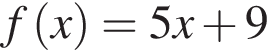 f(x) = 5x + 9